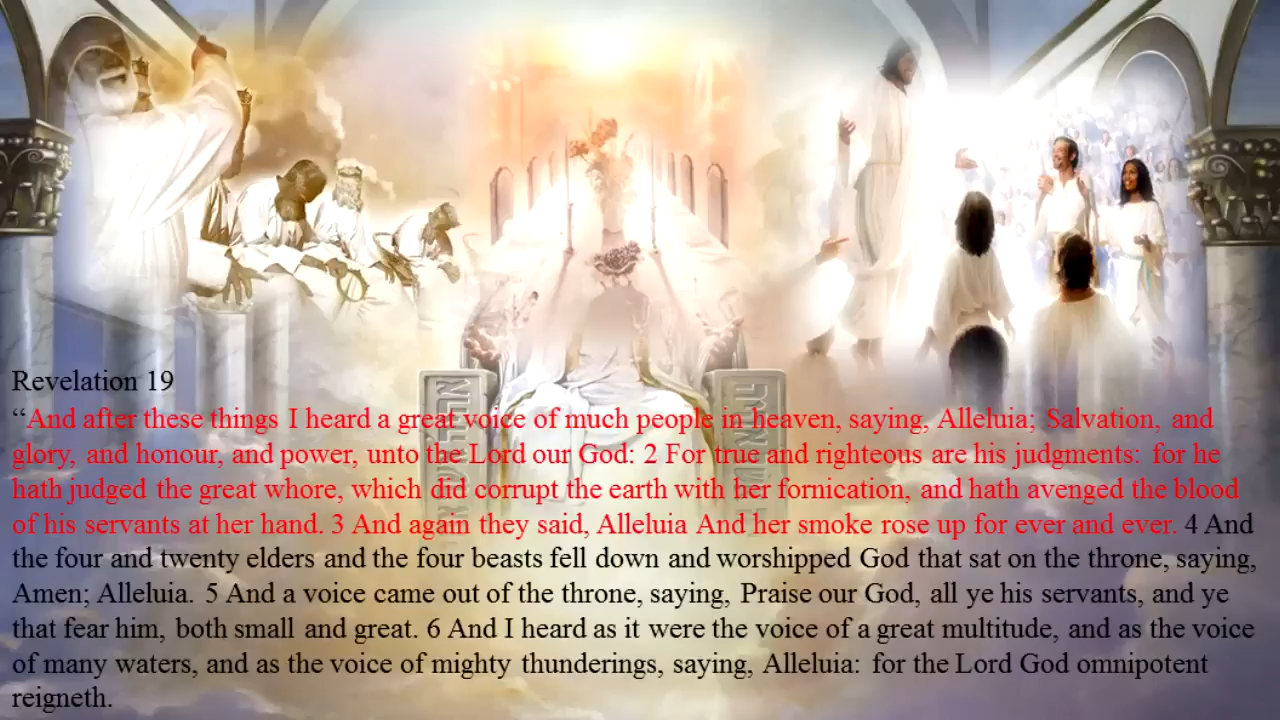 Revelation 19
“And after these things I heard a great voice of much people in heaven, saying, Alleluia; Salvation, and
glory, and honour, and power, unto the Lord our God: 2 For true and righteous are his judgments: for he
hath judged the great whore, which did corrupt the earth with her fornication, and hath avenged the blood
of his servants at her hand. 3 And again they said, Alleluia And her smoke rose up for ever and ever. 4 And
the four and twenty elders and the four beasts fell down and worshipped God that sat on the throne, saying,
Amen; Alleluia. 5 And a voice came out of the throne, saying, Praise our God, all ye his servants, and ye
that fear him, both small and great. 6 And I heard as it were the voice of a great multitude, and as the voice
of many waters, and as the voice of mighty thunderings, saying, Alleluia: for the Lord God omnipotent
reigneth.